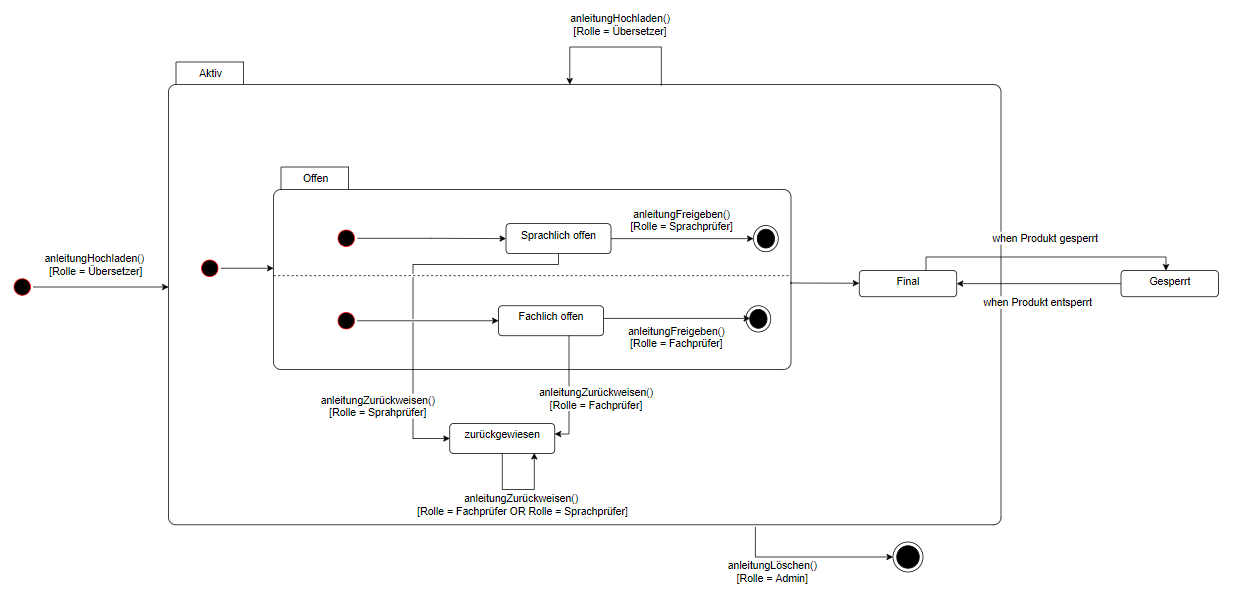 anleitungHochladen()
[Rolle = Übersetzer]
Aktiv
Offen
anleitungFreigeben()
[Rolle = Sprachprüfer]
Sprachlich offen
when Produkt gesperrt
anleitungHochladen()
[Rolle = Übersetzer]
Final
Gesperrt
when Produkt entsperrt
Fachlich offen
anleitungFreigeben()
[Rolle = Fachprüfer]
anleitungZurückweisen()
[Rolle = Sprahprüfer]
anleitungZurückweisen()
[Rolle = Fachprüfer]
zurückgewiesen
anleitungZurückweisen()
[Rolle = Fachprüfer OR Rolle = Sprachprüfer]
anleitungLöschen()
[Rolle = Admin]